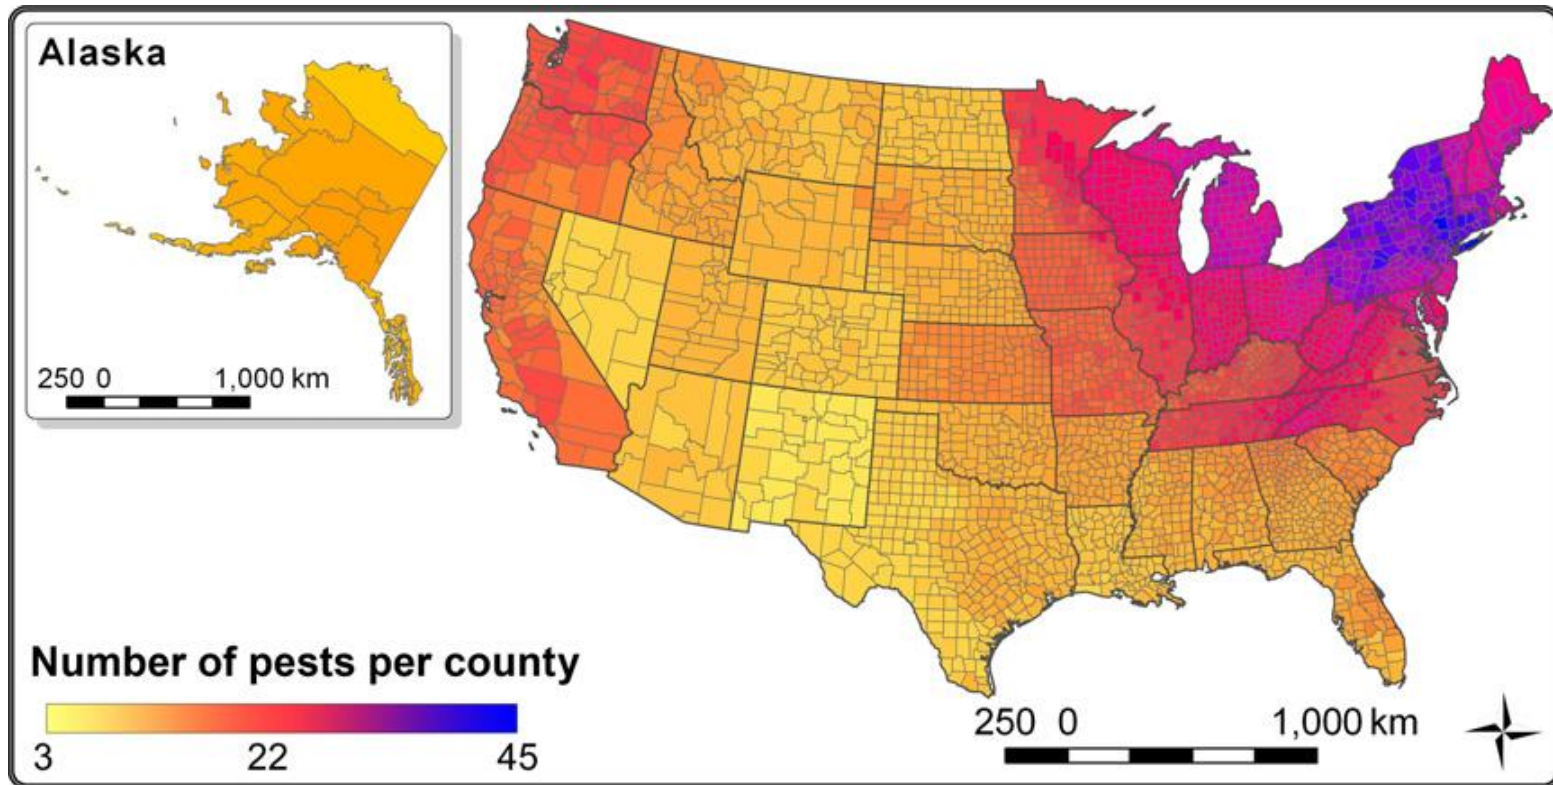 Alaska
250 0 1,000 km
Number of pests per county
3 22 45
250 0 1,000 km